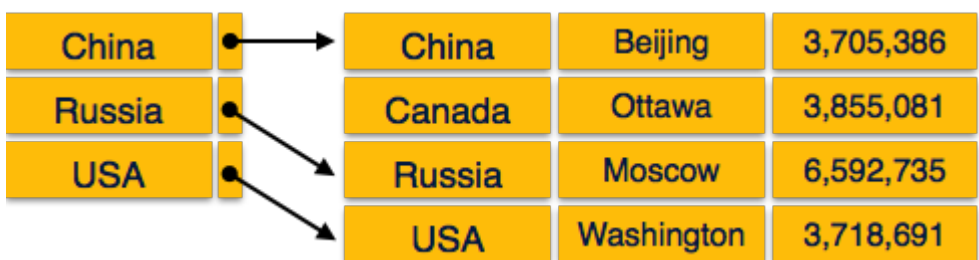 China China Beijing 3,705,386
Russia Canada Ottawa 3,855,081
USA Russia Moscow 6,592,735
USA Washington 3,718,691